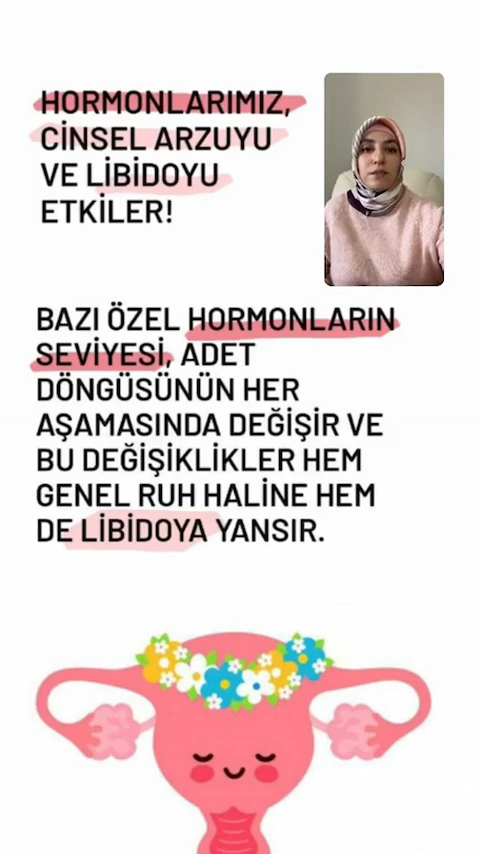 HORMONLARIMIZ,
CİNSEL ARZUYU
VE LİBİDOYU
ETKİLER!
BAZI ÖZEL HORMONLARIN
SEVİYESİ, ADET
DÖNGÜSÜNÜN HER
AŞAMASINDA DEĞİŞİR VE
BU DEĞİŞİKLİKLER HEM
GENEL RUH HALİNE HEM
DE LİBİDOYA YANSIR.